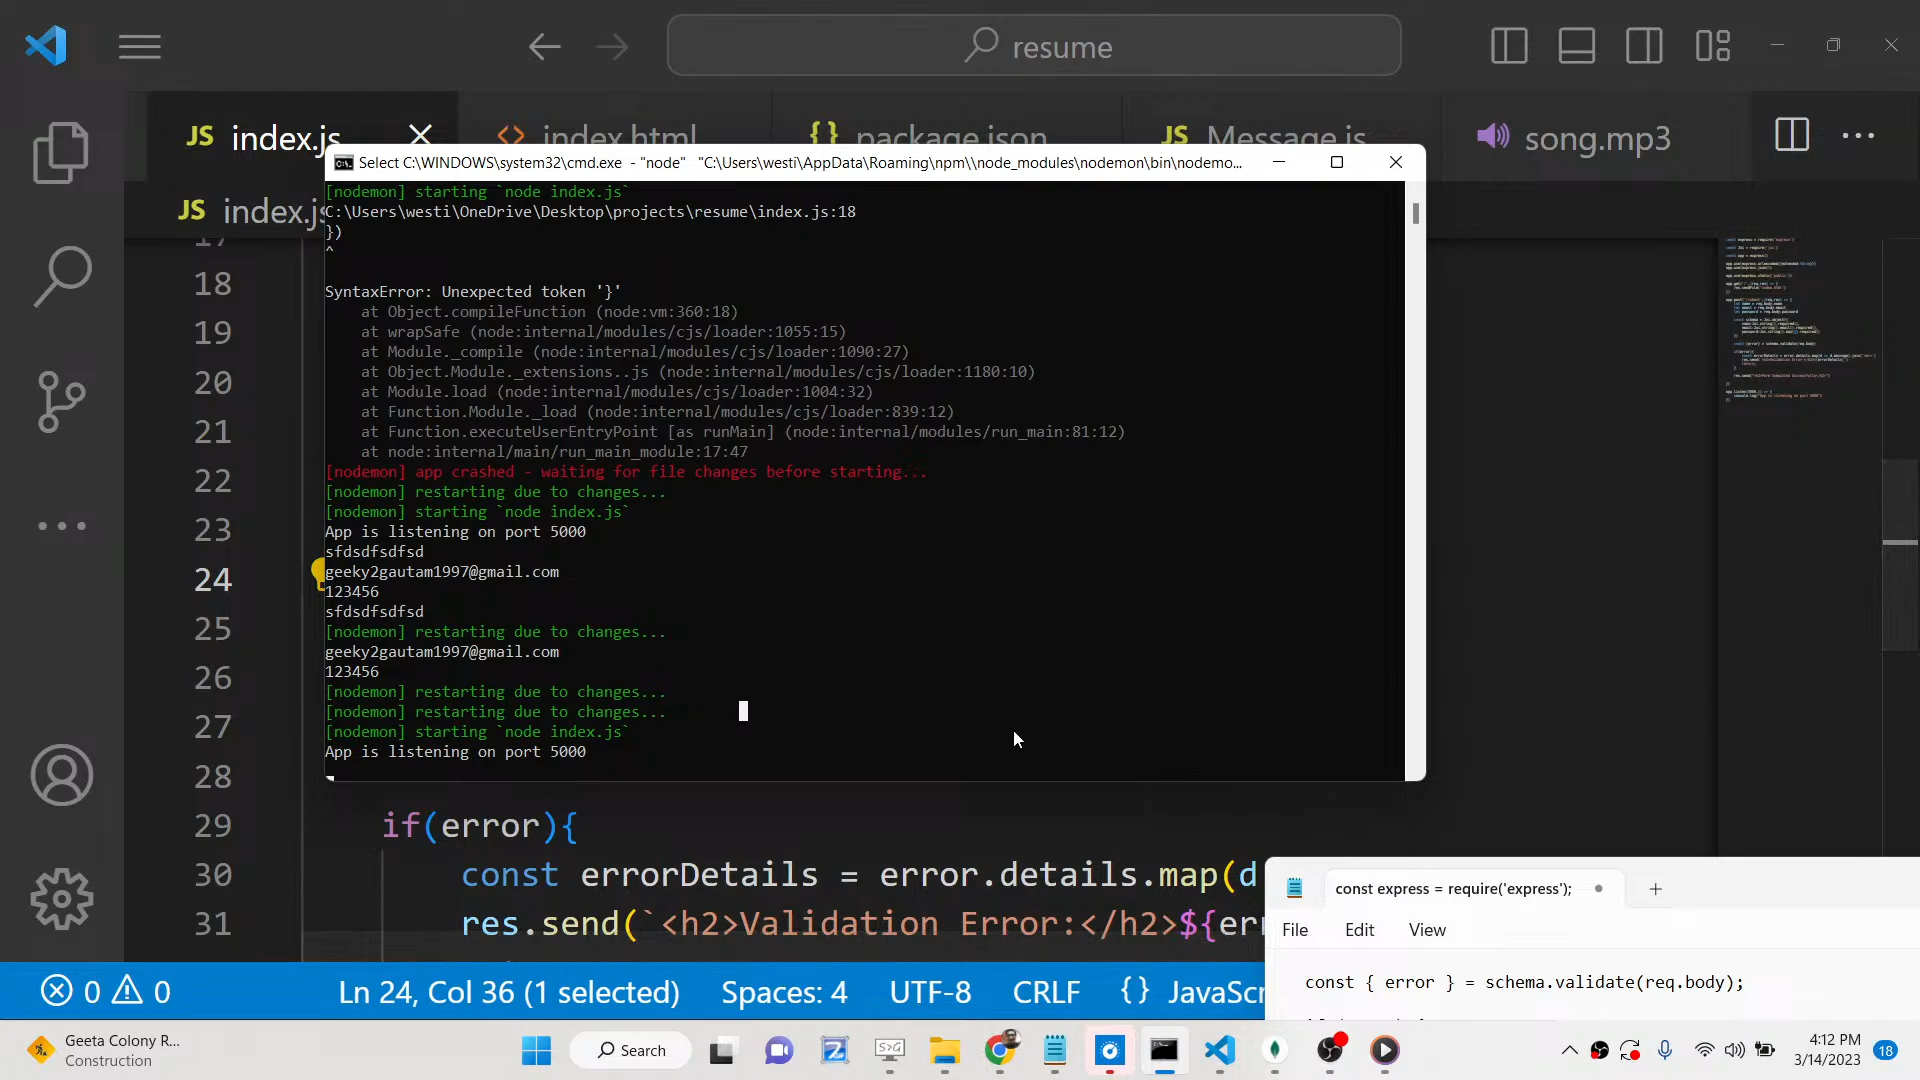 resume
JS index.js
<> index.html
{} package.json
JS Message.js
song.mp3
JS index.js
Select C:\WINDOWS\system32\cmd.exe - "node" "C:\Users\westi\AppData\Roaming\npm\\node_modules\nodemon\bin\nodemo...
[nodemon] starting `node index.js`
C:\Users\westi\OneDrive\Desktop\projects\resume\index.js:18
})
^
SyntaxError: Unexpected token '}'
at Object.compileFunction (node:vm:360:18)
at wrapSafe (node:internal/modules/cjs/loader:1055:15)
at Module._compile (node:internal/modules/cjs/loader:1090:27)
at Object.Module._extensions..js (node:internal/modules/cjs/loader:1180:10)
at Module.load (node:internal/modules/cjs/loader:1004:32)
at Function.Module._load (node:internal/modules/cjs/loader:839:12)
at Function.executeUserEntryPoint [as runMain] (node:internal/modules/run_main:81:12)
at node:internal/main/run_main_module:17:47
[nodemon] app crashed - waiting for file changes before starting...
[nodemon] restarting due to changes...
[nodemon] starting `node index.js`
App is listening on port 5000
sfdsdfsdfsd
geeky2gautam1997@gmail.com
123456
sfdsdfsdfsd
[nodemon] restarting due to changes...
geeky2gautam1997@gmail.com
123456
[nodemon] restarting due to changes...
[nodemon] restarting due to changes...
[nodemon] starting `node index.js`
App is listening on port 5000
17
18
19
20
21
22
23
24
25
26
27
28
29 if(error){
30 const errorDetails = error.details.map(d
31 res.send(`<h2>Validation Error:</h2>${err
const express = require('express');
File Edit View
const { error } = schema.validate(req.body);
0 0 Ln 24, Col 36 (1 selected) Spaces: 4 UTF-8 CRLF {} JavaScr
Geeta Colony R...
Construction
Search
4:12 PM
3/14/2023
18